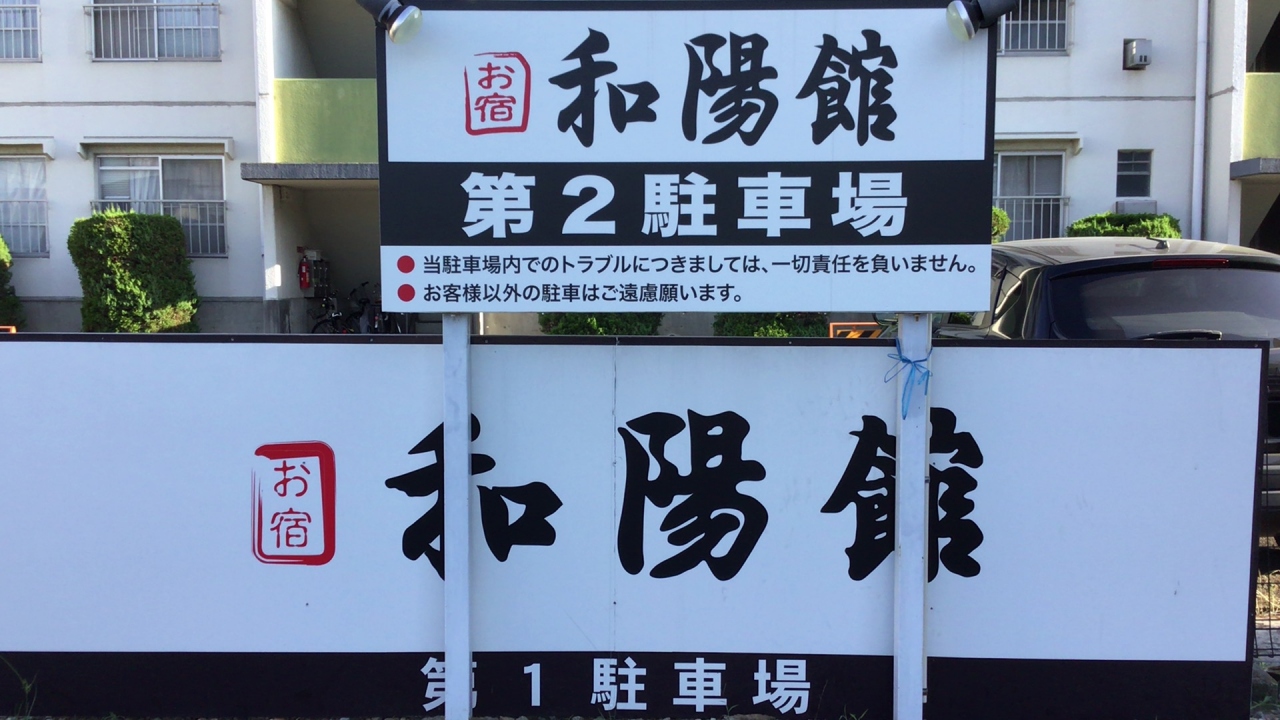 お宿 和陽館
第2駐車場
● 当駐車場内でのトラブルにつきましては、一切責任を負いません。
● お客様以外の駐車はご遠慮願います。
お宿 和陽館
第1駐車場